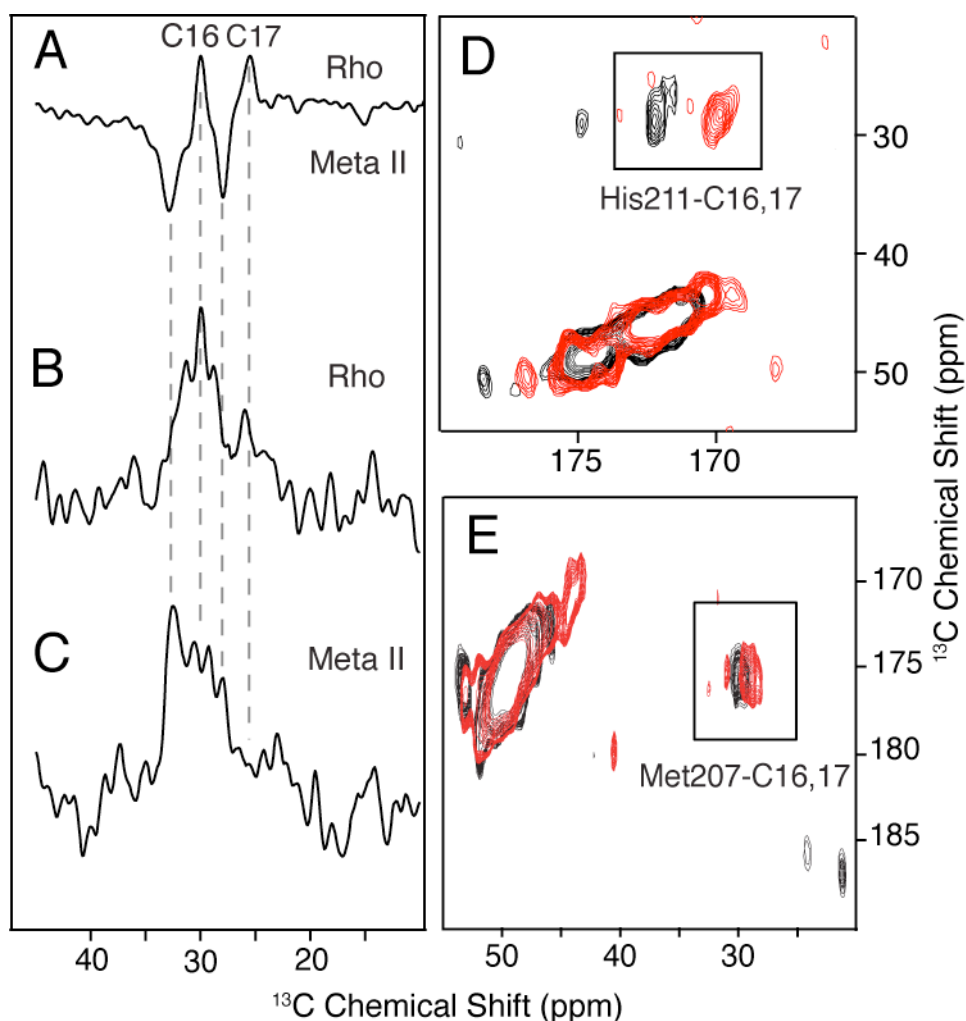 A
C16 C17
Rho
Meta II
B
Rho
C
Meta II
40 30 20 10
¹³C Chemical Shift (ppm)
D
His211-C16,17
30
40
50
175 170
E
Met207-C16,17
170
175
180
185
50 40 30
¹³C Chemical Shift (ppm)